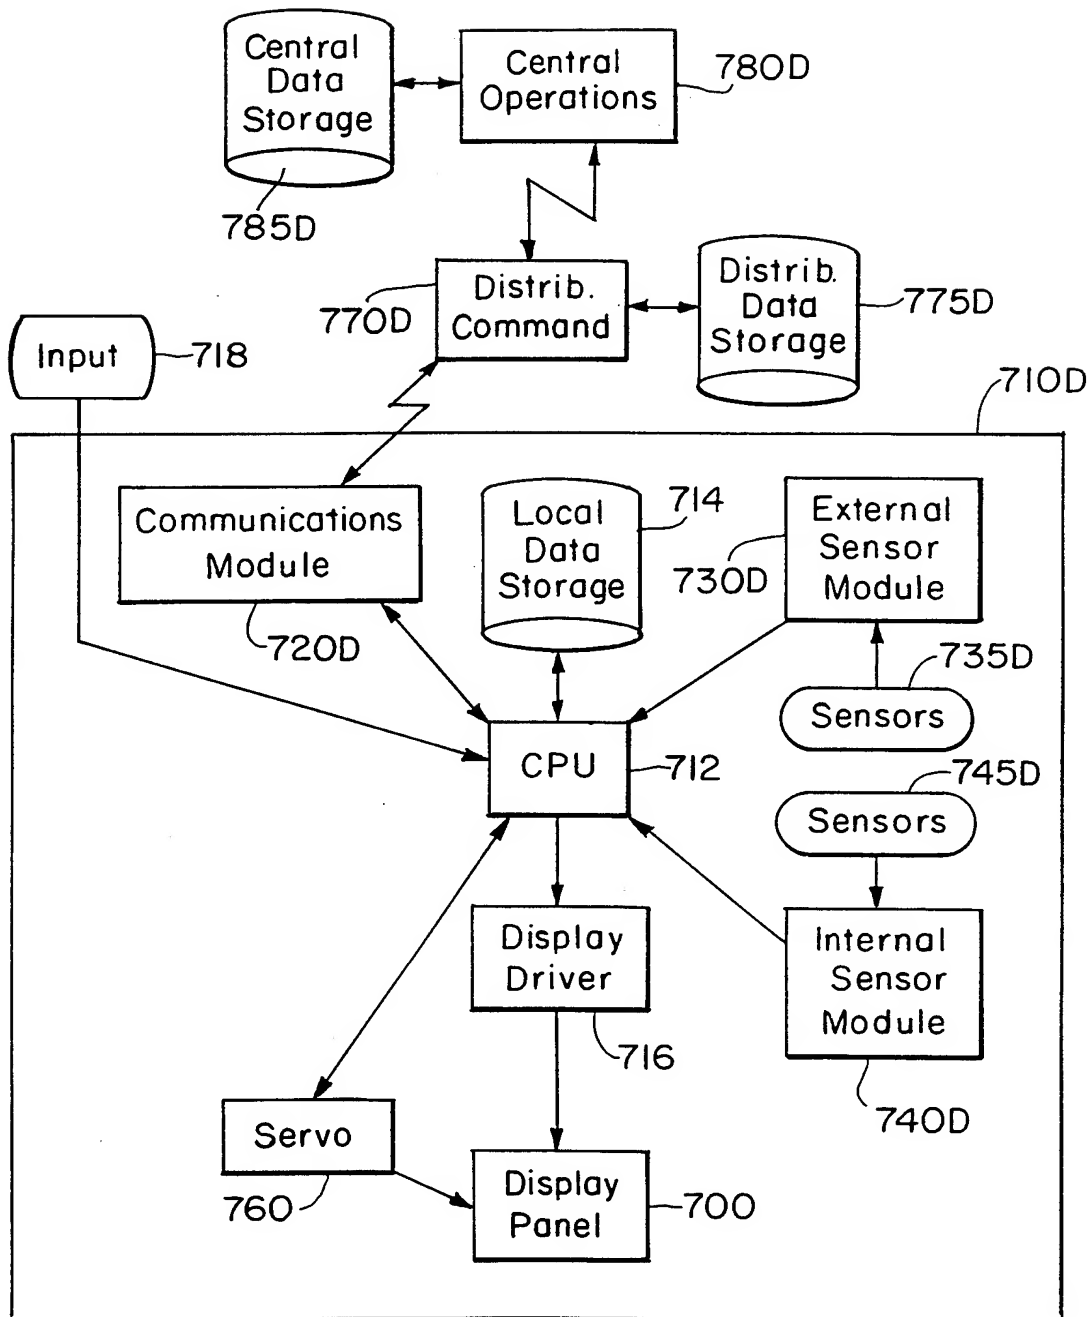 Central
Data
Storage
785D
Central
Operations
780D
770D
Distrib.
Command
Distrib.
Data
Storage
775D
Input
718
710D
Communications
Module
720D
Local
Data
Storage
714
730D
External
Sensor
Module
735D
Sensors
CPU
712
745D
Sensors
Display
Driver
716
Internal
Sensor
Module
740D
Servo
760
Display
Panel
700